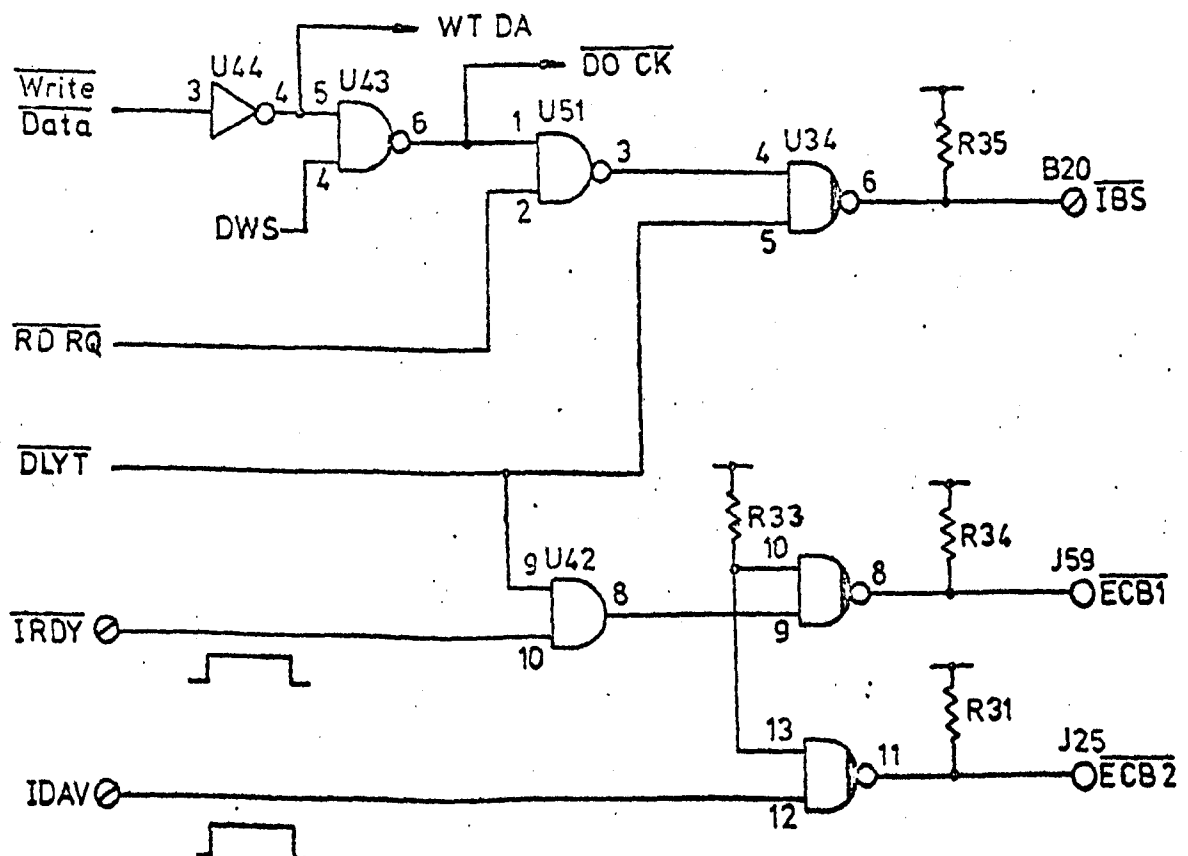 WT DA
DO CK
U44
Write
Data
3
4
5
U43
4
6
DWS
1
U51
2
3
4
U34
5
6
R35
B20
IBS
RD RQ
DLYT
R33
R34
9
U42
10
8
10
9
8
J59
ECB1
IRDY
R31
13
12
11
J25
ECB2
IDAV